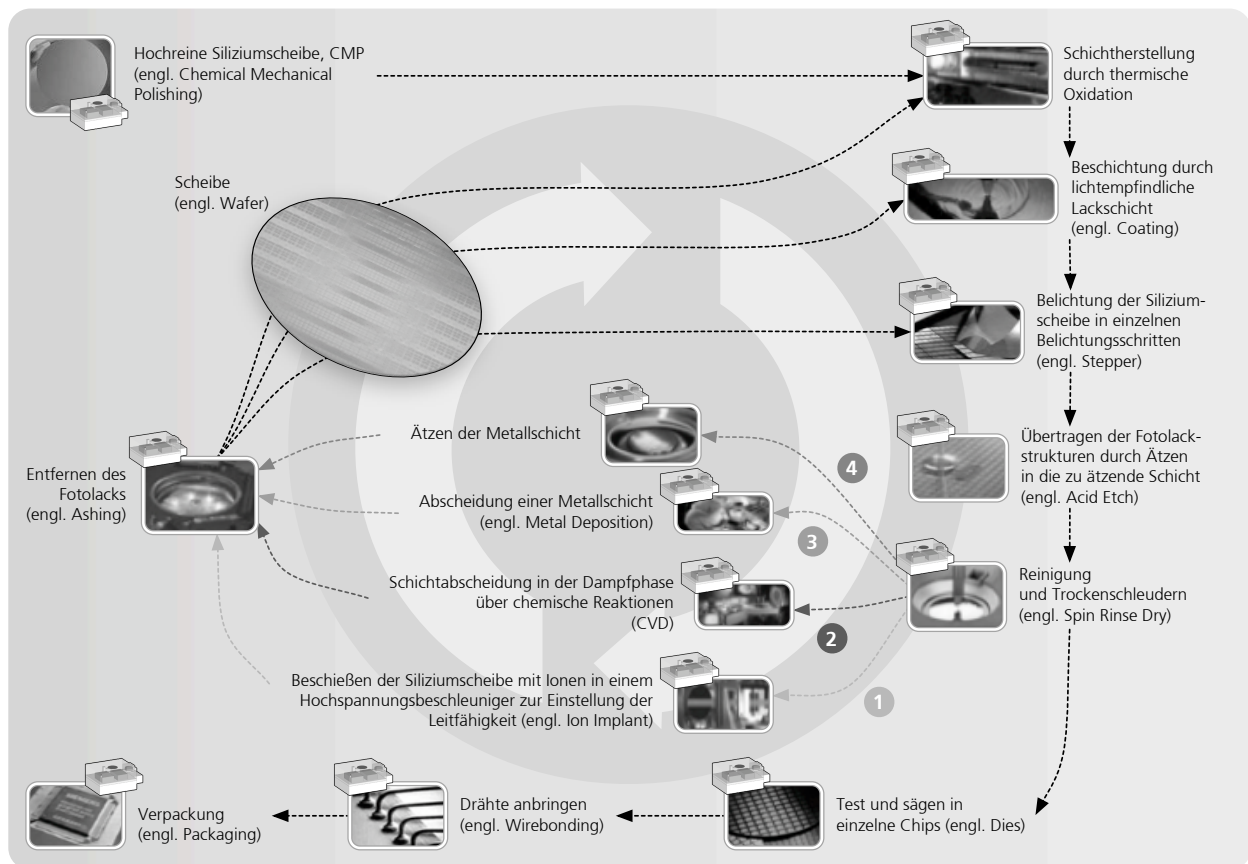 Hochreine Siliziumscheibe, CMP
(engl. Chemical Mechanical
Polishing)
Schichtherstellung
durch thermische
Oxidation
Scheibe
(engl. Wafer)
Beschichtung durch
lichtempfindliche
Lackschicht
(engl. Coating)
Belichtung der Silizium-
scheibe in einzelnen
Belichtungsschritten
(engl. Stepper)
Ätzen der Metallschicht
4
Übertragen der Fotolack-
strukturen durch Ätzen
in die zu ätzende Schicht
(engl. Acid Etch)
Entfernen des
Fotolacks
(engl. Ashing)
Abscheidung einer Metallschicht
(engl. Metal Deposition)
3
Schichtabscheidung in der Dampfphase
über chemische Reaktionen
(CVD)
2
Reinigung
und Trockenschleudern
(engl. Spin Rinse Dry)
Beschießen der Siliziumscheibe mit Ionen in einem
Hochspannungsbeschleuniger zur Einstellung der
Leitfähigkeit (engl. Ion Implant)
1
Verpackung
(engl. Packaging)
Drähte anbringen
(engl. Wirebonding)
Test und sägen in
einzelne Chips (engl. Dies)